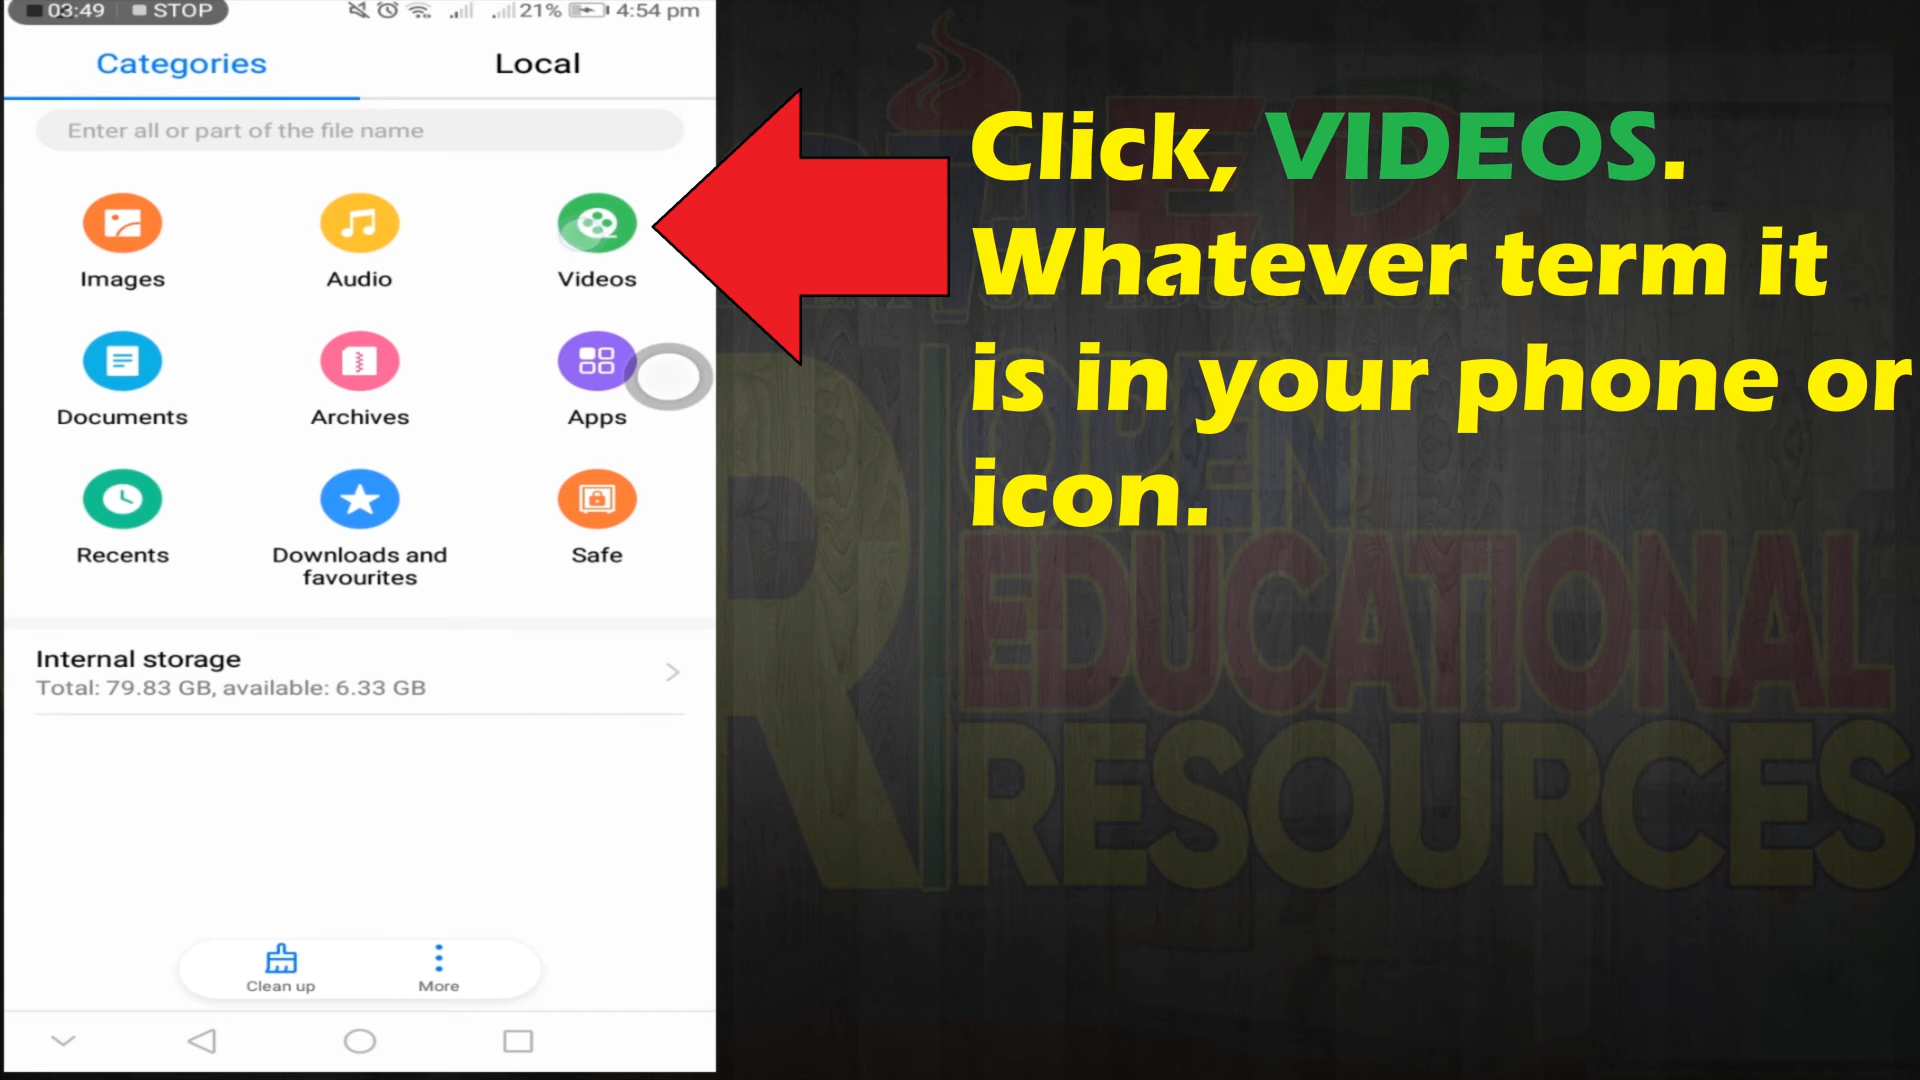 03:49 STOP 21% 4:54 pm
Categories Local
Enter all or part of the file name
Images Audio Videos
Documents Archives Apps
Recents Downloads and favourites Safe
Internal storage
Total: 79.83 GB, available: 6.33 GB
Clean up More
Click, VIDEOS.
Whatever term it
is in your phone or
icon.
OPEN
EDUCATIONAL
RESOURCES